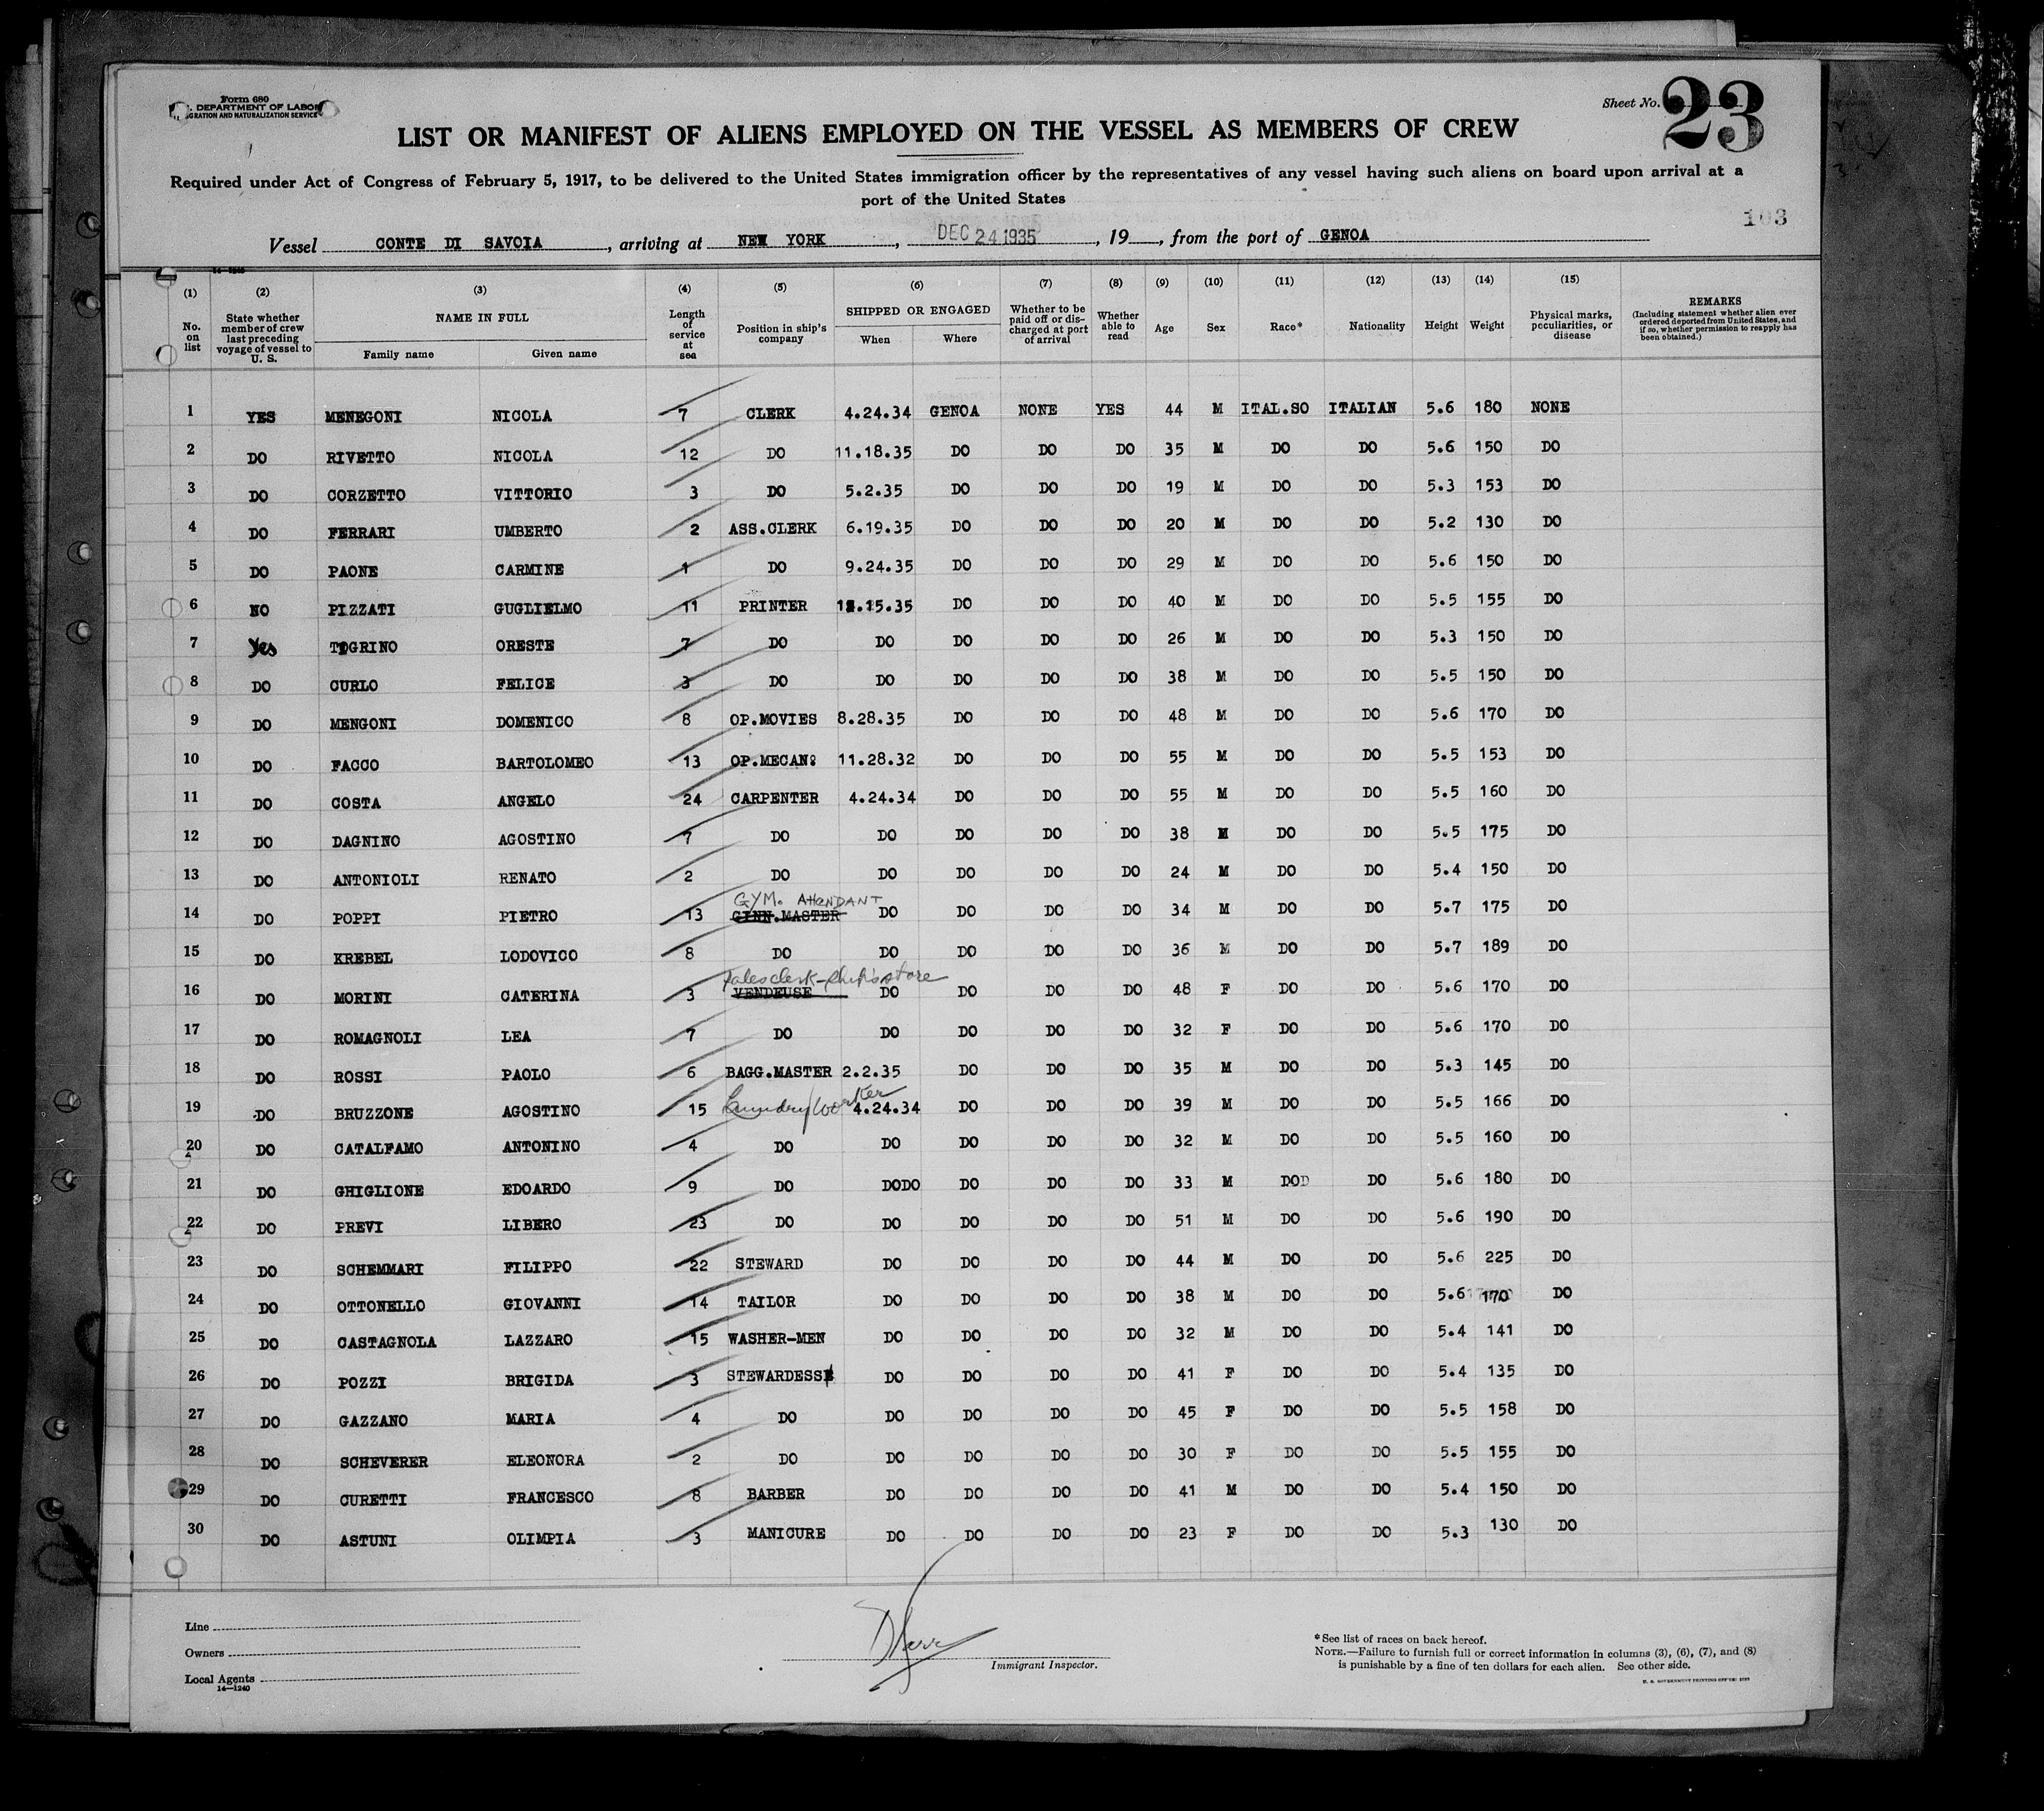 Form 680
DEPARTMENT OF LABOR
GRATION AND NATURALIZATION SERVICE
Sheet No. 23
LIST OR MANIFEST OF ALIENS EMPLOYED ON THE VESSEL AS MEMBERS OF CREW
Required under Act of Congress of February 5, 1917, to be delivered to the United States immigration officer by the representatives of any vessel having such aliens on board upon arrival at a
port of the United States
103
Vessel CONTE DI SAVOIA, arriving at NEW YORK, DEC 24 1935, 19, from the port of GENOA
14-1240
(1) (2) (3) (4) (5) (6) (7) (8) (9) (10) (11) (12) (13) (14) (15)
No. on list State whether member of crew last preceding voyage of vessel to U. S. NAME IN FULL Family name Given name Length of service at sea Position in ship's company SHIPPED OR ENGAGED When Where Whether to be paid off or discharged at port of arrival Whether able to read Age Sex Race* Nationality Height Weight Physical marks, peculiarities, or disease REMARKS (Including statement whether alien ever ordered deported from United States, and if so, whether permission to reapply has been obtained.)
1 YES MENEGONI NICOLA 7 CLERK 4.24.34 GENOA NONE YES 44 M ITAL.SO ITALIAN 5.6 180 NONE
2 DO RIVETTO NICOLA 12 DO 11.18.35 DO DO DO 35 M DO DO 5.6 150 DO
3 DO CORZETTO VITTORIO 3 DO 5.2.35 DO DO DO 19 M DO DO 5.3 153 DO
4 DO FERRARI UMBERTO 2 ASS.CLERK 6.19.35 DO DO DO 20 M DO DO 5.2 130 DO
5 DO PAONE CARMINE 1 DO 9.24.35 DO DO DO 29 M DO DO 5.6 150 DO
6 NO PIZZATI GUGLIELMO 11 PRINTER 12.15.35 DO DO DO 40 M DO DO 5.5 155 DO
7 Yes TIGRINO ORESTE 7 DO DO DO DO DO 26 M DO DO 5.3 150 DO
8 DO CURLO FELICE 3 DO DO DO DO DO 38 M DO DO 5.5 150 DO
9 DO MENGONI DOMENICO 8 OP.MOVIES 8.28.35 DO DO DO 48 M DO DO 5.6 170 DO
10 DO FACCO BARTOLOMEO 13 OP.MECANº 11.28.32 DO DO DO 55 M DO DO 5.5 153 DO
11 DO COSTA ANGELO 24 CARPENTER 4.24.34 DO DO DO 55 M DO DO 5.5 160 DO
12 DO DAGNINO AGOSTINO 7 DO DO DO DO DO 38 M DO DO 5.5 175 DO
13 DO ANTONIOLI RENATO 2 DO DO DO DO DO 24 M DO DO 5.4 150 DO
GYM. AttENDANT
14 DO POPPI PIETRO 13 GINN.MASTER DO DO DO DO 34 M DO DO 5.7 175 DO
15 DO KREBEL LODOVICO 8 DO DO DO DO DO 36 M DO DO 5.7 189 DO
Salesclerk-ship's store
16 DO MORINI CATERINA 3 VENDEUSE DO DO DO DO 48 F DO DO 5.6 170 DO
17 DO ROMAGNOLI LEA 7 DO DO DO DO DO 32 F DO DO 5.6 170 DO
18 DO ROSSI PAOLO 6 BAGG.MASTER 2.2.35 DO DO DO 35 M DO DO 5.3 145 DO
19 DO BRUZZONE AGOSTINO 15 Laundry Worker 4.24.34 DO DO DO 39 M DO DO 5.5 166 DO
20 DO CATALFAMO ANTONINO 4 DO DO DO DO DO 32 M DO DO 5.5 160 DO
21 DO GHIGLIONE EDOARDO 9 DO DODO DO DO DO 33 M DOD DO 5.6 180 DO
22 DO PREVI LIBERO 23 DO DO DO DO DO 51 M DO DO 5.6 190 DO
23 DO SCHEMMARI FILIPPO 22 STEWARD DO DO DO DO 44 M DO DO 5.6 225 DO
24 DO OTTONELLO GIOVANNI 14 TAILOR DO DO DO DO 38 M DO DO 5.6 170 DO
25 DO CASTAGNOLA LAZZARO 15 WASHER-MEN DO DO DO DO 32 M DO DO 5.4 141 DO
26 DO POZZI BRIGIDA 3 STEWARDESSE DO DO DO DO 41 F DO DO 5.4 135 DO
27 DO GAZZANO MARIA 4 DO DO DO DO DO 45 F DO DO 5.5 158 DO
28 DO SCHEVERER ELEONORA 2 DO DO DO DO DO 30 F DO DO 5.5 155 DO
29 DO CURETTI FRANCESCO 8 BARBER DO DO DO DO 41 M DO DO 5.4 150 DO
30 DO ASTUNI OLIMPIA 3 MANICURE DO DO DO DO 23 F DO DO 5.3 130 DO
Line
Owners
Local Agents
14-1240
Immigrant Inspector.
*See list of races on back hereof.
NOTE.—Failure to furnish full or correct information in columns (3), (6), (7), and (8)
is punishable by a fine of ten dollars for each alien. See other side.